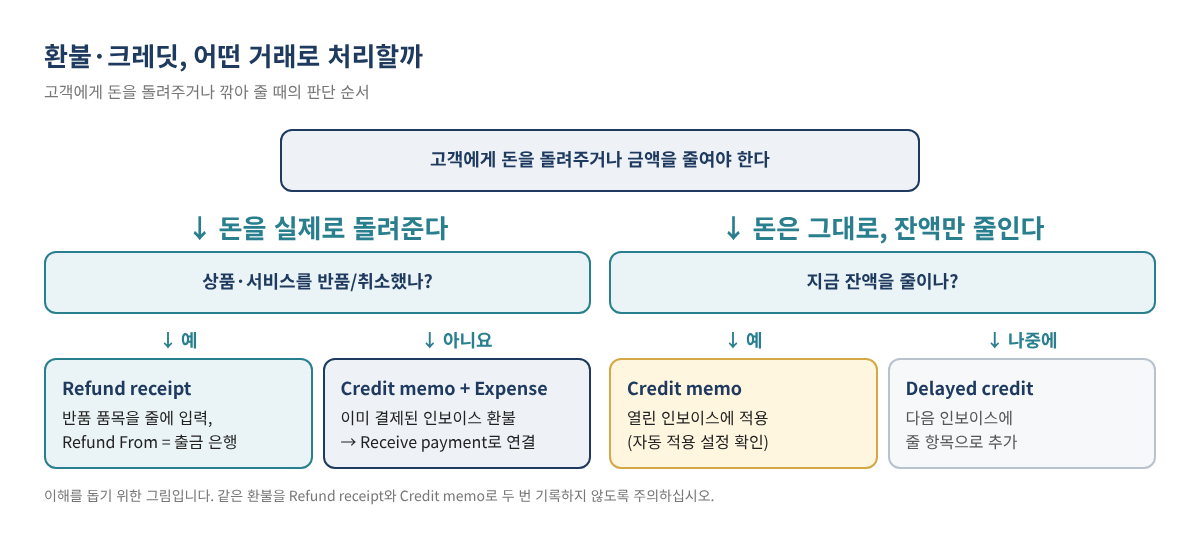 환불·크레딧, 어떤 거래로 처리할까
고객에게 돈을 돌려주거나 깎아 줄 때의 판단 순서
고객에게 돈을 돌려주거나 금액을 줄여야 한다
↓ 돈을 실제로 돌려준다
↓ 돈은 그대로, 잔액만 줄인다
상품·서비스를 반품/취소했나?
지금 잔액을 줄이나?
↓ 예
↓ 아니요
↓ 예
↓ 나중에
Refund receipt
반품 품목을 줄에 입력,
Refund From = 출금 은행
Credit memo + Expense
이미 결제된 인보이스 환불
→ Receive payment로 연결
Credit memo
열린 인보이스에 적용
(자동 적용 설정 확인)
Delayed credit
다음 인보이스에
줄 항목으로 추가
이해를 돕기 위한 그림입니다. 같은 환불을 Refund receipt와 Credit memo로 두 번 기록하지 않도록 주의하십시오.